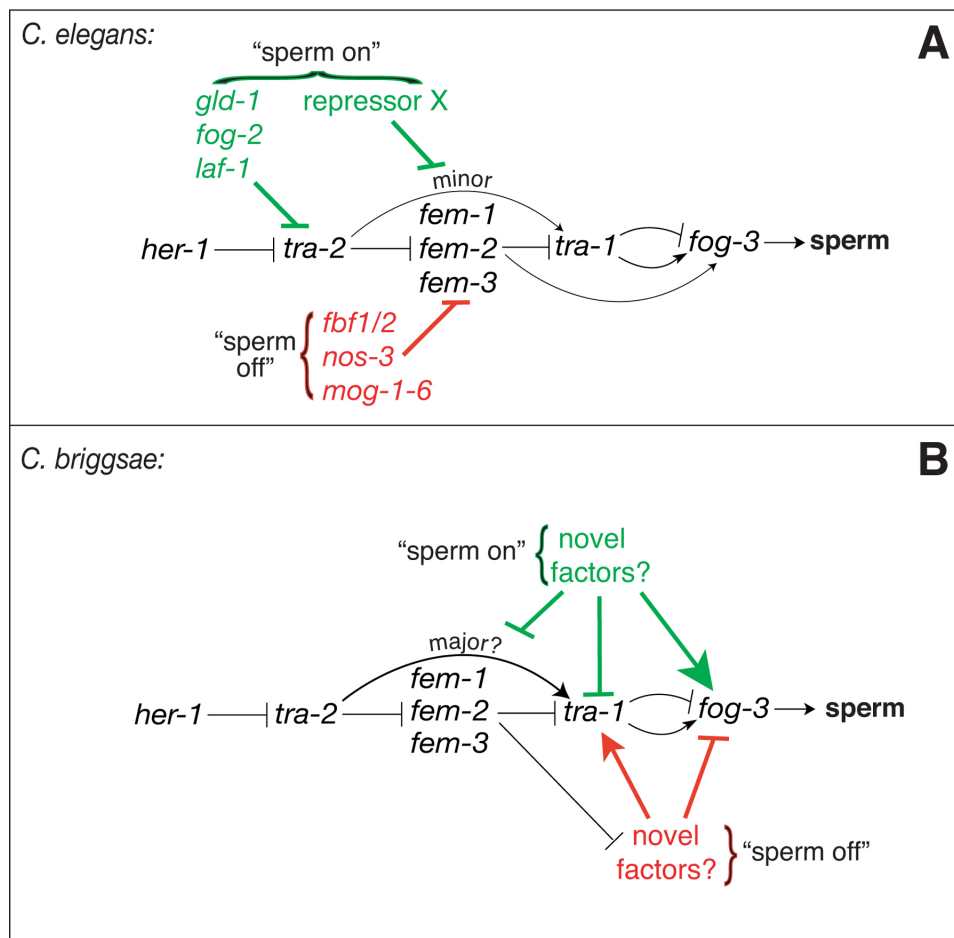 C. elegans:
A
“sperm on”
gld-1
repressor X
fog-2
laf-1
minor
fem-1
her-1
tra-2
fem-2
tra-1
fog-3
sperm
fem-3
“sperm
off”
fbf1/2
nos-3
mog-1-6
C. briggsae:
B
“sperm on”
novel
factors?
major?
fem-1
her-1
tra-2
fem-2
tra-1
fog-3
sperm
fem-3
novel
factors?
“sperm off”